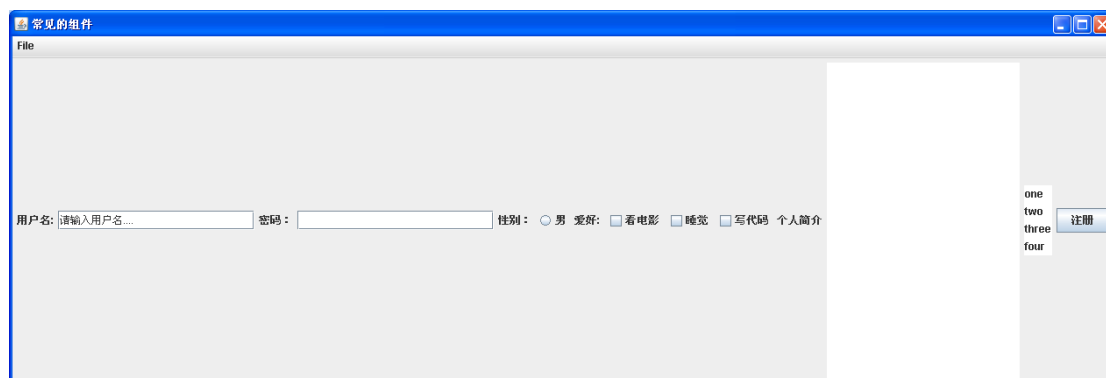 常见的组件
File
用户名: 请输入用户名.... 密码： 性别： 男 爱好: 看电影 睡觉 写代码 个人简介
one
two
three
four
注册